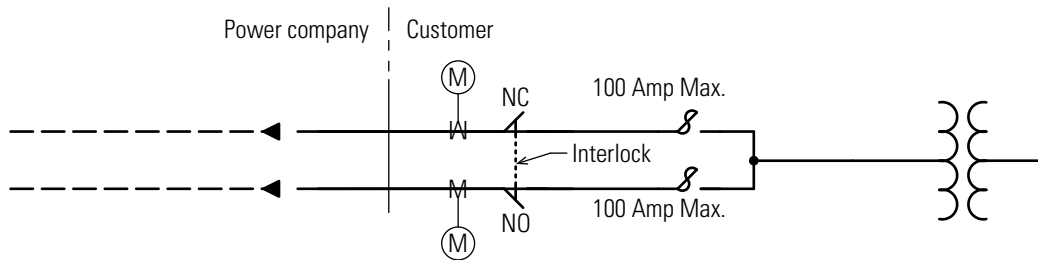 Power company
Customer
M
NC
100 Amp Max.
Interlock
M
NO
100 Amp Max.
M